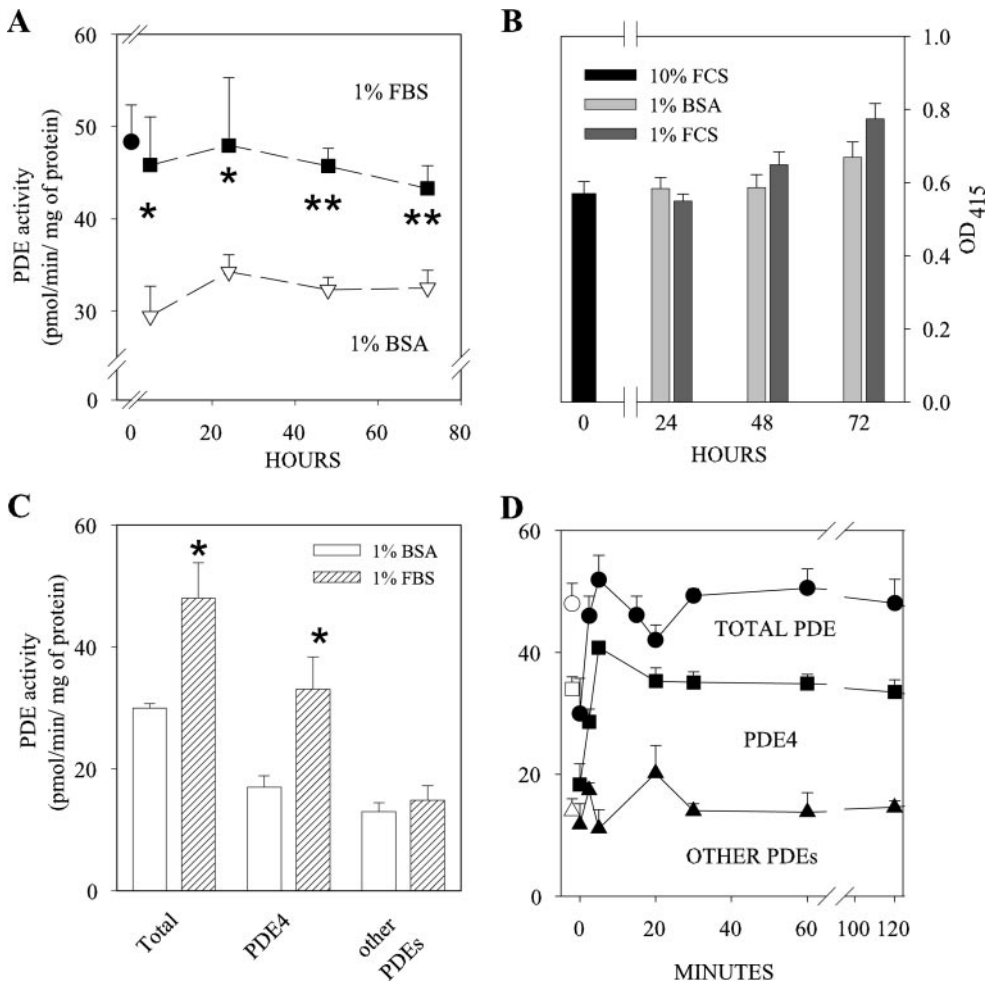 A
PDE activity
(pmol/min/ mg of protein)
60
50
40
30
0
1% FBS
*
*
**
**
1% BSA
0 20 40 60 80
HOURS
B
10% FCS
1% BSA
1% FCS
1.0
0.8
0.6
0.4
0.2
0.0
OD415
0 24 48 72
HOURS
C
PDE activity
(pmol/min/ mg of protein)
60
40
20
0
1% BSA
1% FBS
*
*
Total
PDE4
other
PDEs
D
60
40
20
0
TOTAL PDE
PDE4
OTHER PDEs
0 20 40 60 100 120
MINUTES